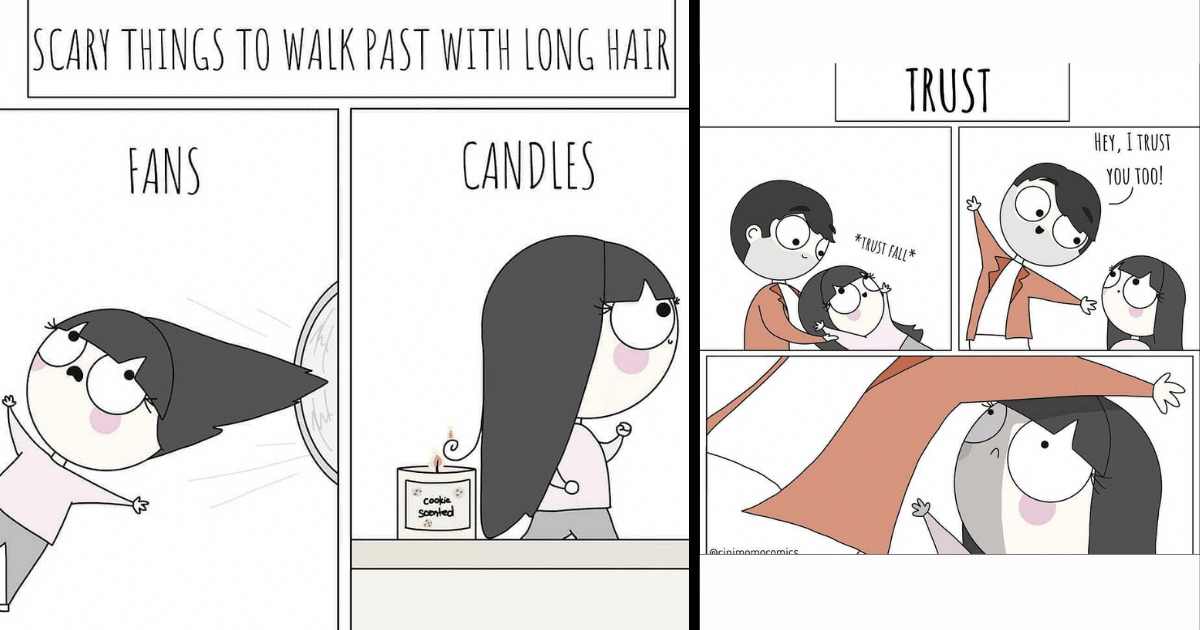 SCARY THINGS TO WALK PAST WITH LONG HAIR
FANS
CANDLES
cookie
scented
TRUST
*TRUST FALL*
HEY, I TRUST
YOU TOO!
@sinimomocomics